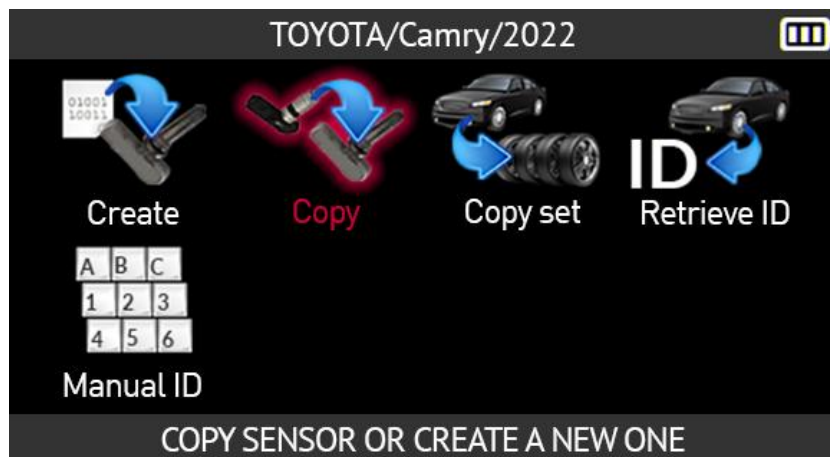 TOYOTA/Camry/2022
01001
10011
Create
Copy
Copy set
ID
Retrieve ID
A B C
1 2 3
4 5 6
Manual ID
COPY SENSOR OR CREATE A NEW ONE